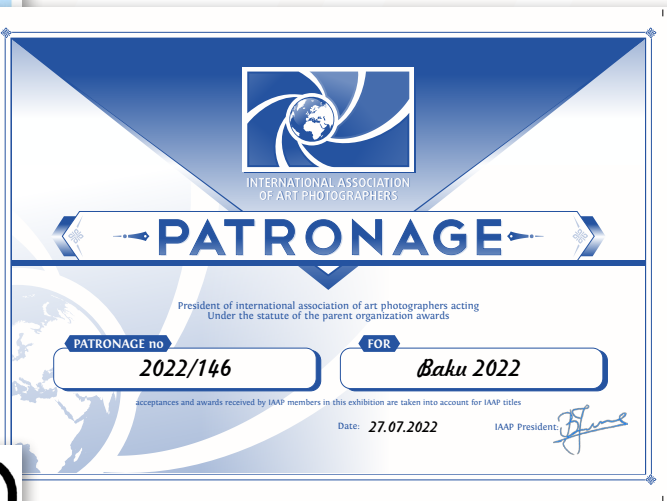 INTERNATIONAL ASSOCIATION
OF ART PHOTOGRAPHERS
PATRONAGE
President of international association of art photographers acting
Under the statute of the parent organization awards
PATRONAGE no
2022/146
FOR
Baku 2022
acceptances and awards received by IAAP members in this exhibition are taken into account for IAAP titles
Date: 27.07.2022
IAAP President: